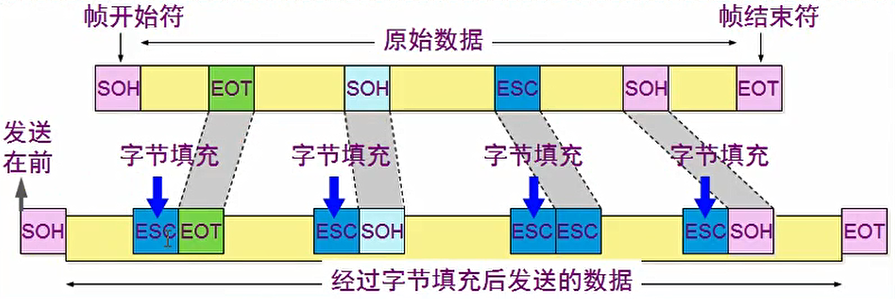 帧开始符
帧结束符
原始数据
SOH EOT SOH ESC SOH EOT
发送
在前
字节填充 字节填充 字节填充 字节填充
SOH ESC EOT ESC SOH ESC ESC ESC SOH EOT
经过字节填充后发送的数据